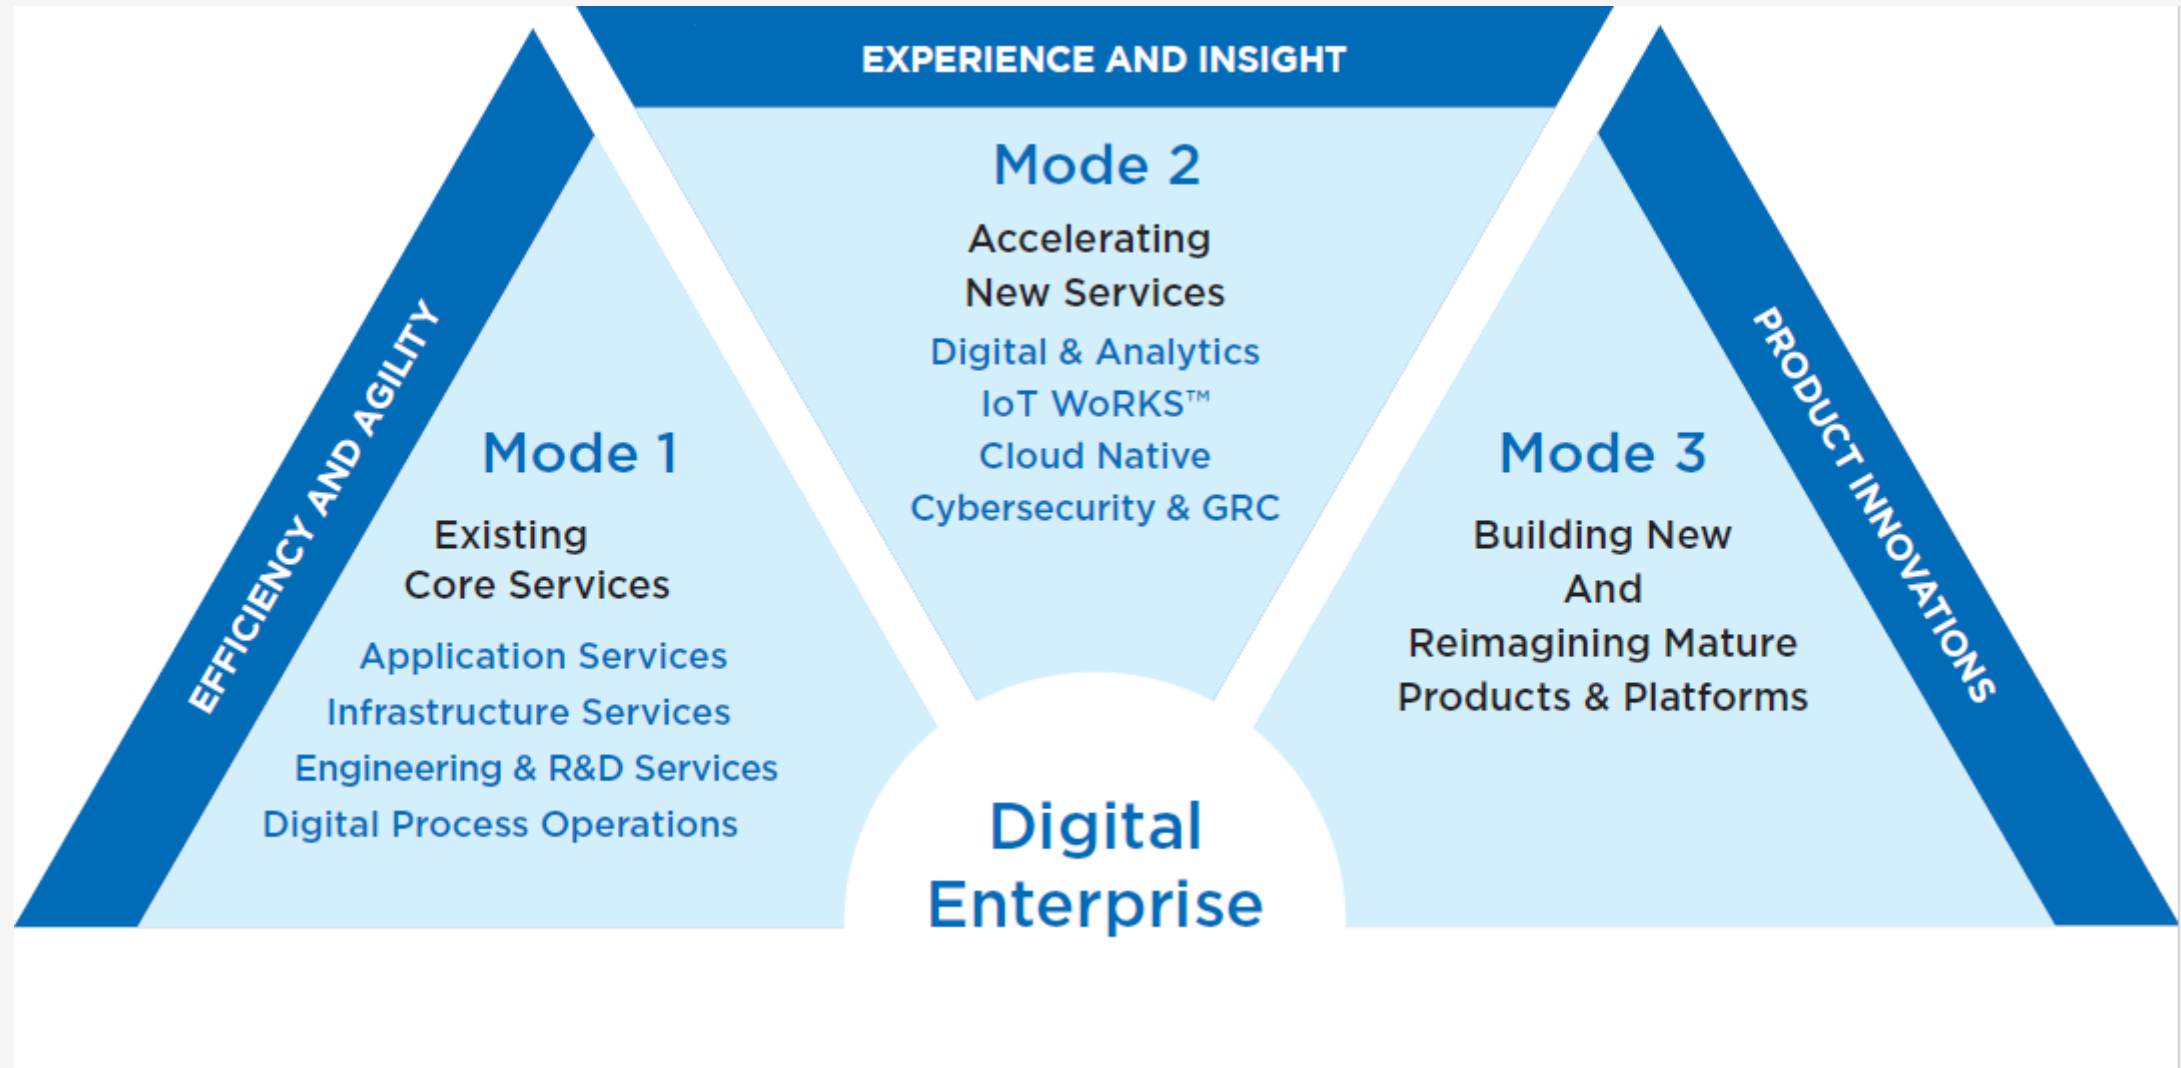 EFFICIENCY AND AGILITY
Mode 1
Existing
Core Services
Application Services
Infrastructure Services
Engineering & R&D Services
Digital Process Operations
EXPERIENCE AND INSIGHT
Mode 2
Accelerating
New Services
Digital & Analytics
IoT WoRKS™
Cloud Native
Cybersecurity & GRC
PRODUCT INNOVATIONS
Mode 3
Building New
And
Reimagining Mature
Products & Platforms
Digital
Enterprise